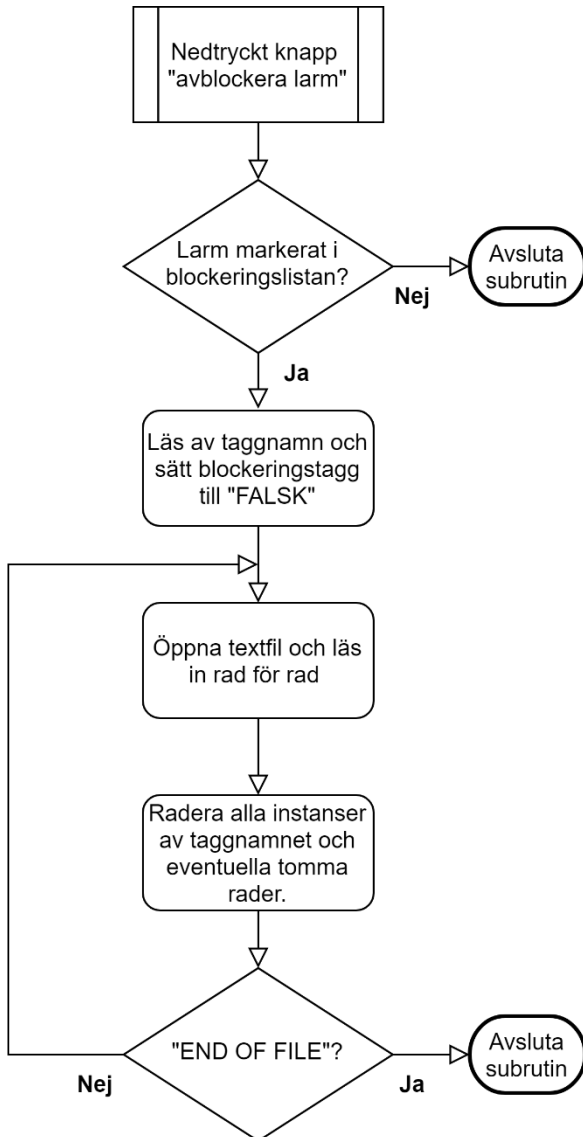 Nedtryckt knapp
"avblockera larm"
Larm markerat i
blockeringslistan?
Nej
Avsluta
subrutin
Ja
Läs av taggnamn och
sätt blockeringstagg
till "FALSK"
Öppna textfil och läs
in rad för rad
Radera alla instanser
av taggnamnet och
eventuella tomma
rader.
"END OF FILE"?
Nej
Ja
Avsluta
subrutin